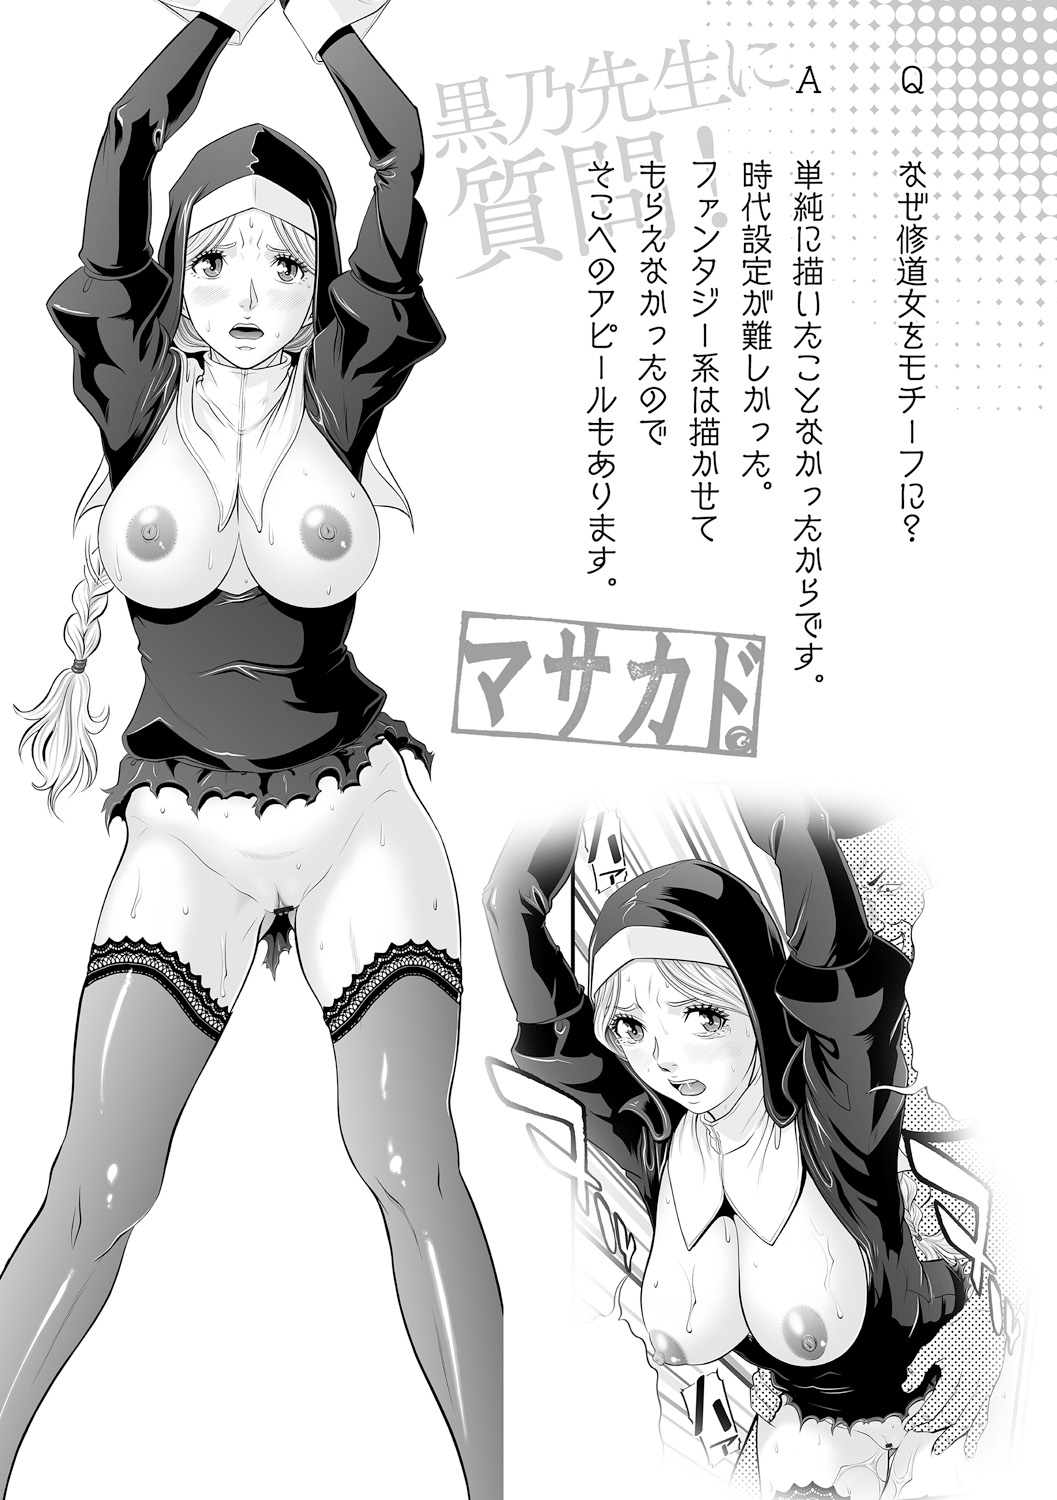 黒乃先生に
質問!
Q なぜ修道女をモチーフに?
A 単純に描いたことなかったからです。
時代設定が難しかった。
ファンタジー系は描かせて
もらえなかったので
そこへのアピールもあります。
マサカド。
ハァ
ハァ